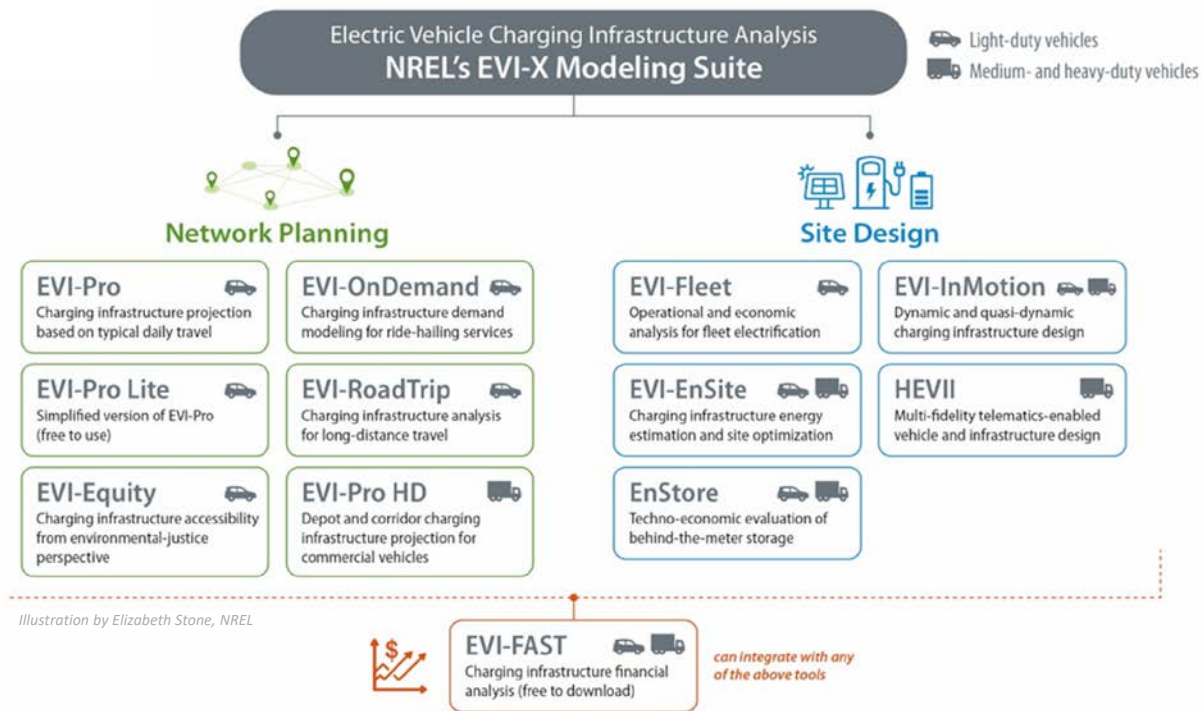 Electric Vehicle Charging Infrastructure Analysis
NREL's EVI-X Modeling Suite
Light-duty vehicles
Medium- and heavy-duty vehicles
Network Planning
Site Design
EVI-Pro
Charging infrastructure projection
based on typical daily travel
EVI-OnDemand
Charging infrastructure demand
modeling for ride-hailing services
EVI-Pro Lite
Simplified version of EVI-Pro
(free to use)
EVI-RoadTrip
Charging infrastructure analysis
for long-distance travel
EVI-Equity
Charging infrastructure accessibility
from environmental-justice
perspective
EVI-Pro HD
Depot and corridor charging
infrastructure projection for
commercial vehicles
EVI-Fleet
Operational and economic
analysis for fleet electrification
EVI-InMotion
Dynamic and quasi-dynamic
charging infrastructure design
EVI-EnSite
Charging infrastructure energy
estimation and site optimization
HEVII
Multi-fidelity telematics-enabled
vehicle and infrastructure design
EnStore
Techno-economic evaluation of
behind-the-meter storage
Illustration by Elizabeth Stone, NREL
$
EVI-FAST
Charging infrastructure financial
analysis (free to download)
can integrate with any
of the above tools